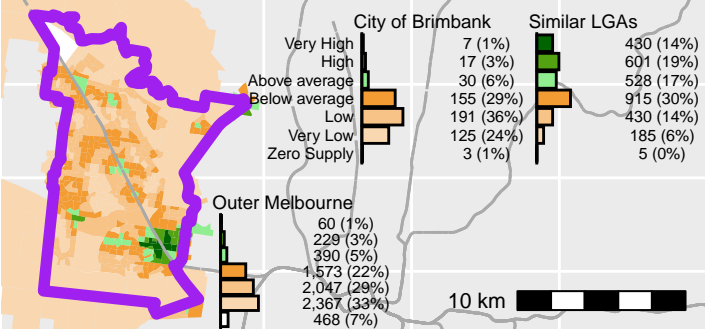 City of Brimbank Similar LGAs
Very High 7 (1%) 430 (14%)
High 17 (3%) 601 (19%)
Above average 30 (6%) 528 (17%)
Below average 155 (29%) 915 (30%)
Low 191 (36%) 430 (14%)
Very Low 125 (24%) 185 (6%)
Zero Supply 3 (1%) 5 (0%)
Outer Melbourne
60 (1%)
229 (3%)
390 (5%)
1,573 (22%)
2,047 (29%)
2,367 (33%)
468 (7%)
10 km